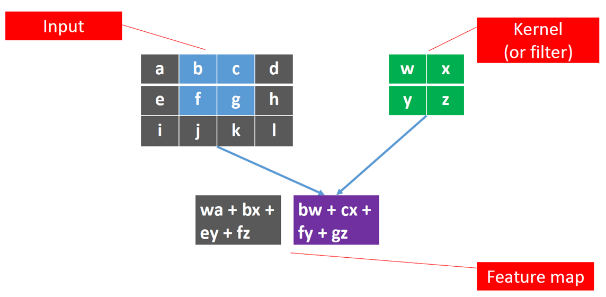 Input
Kernel
(or filter)
a b c d
w x
e f g h
y z
i j k l
wa + bx +
ey + fz
bw + cx +
fy + gz
Feature map